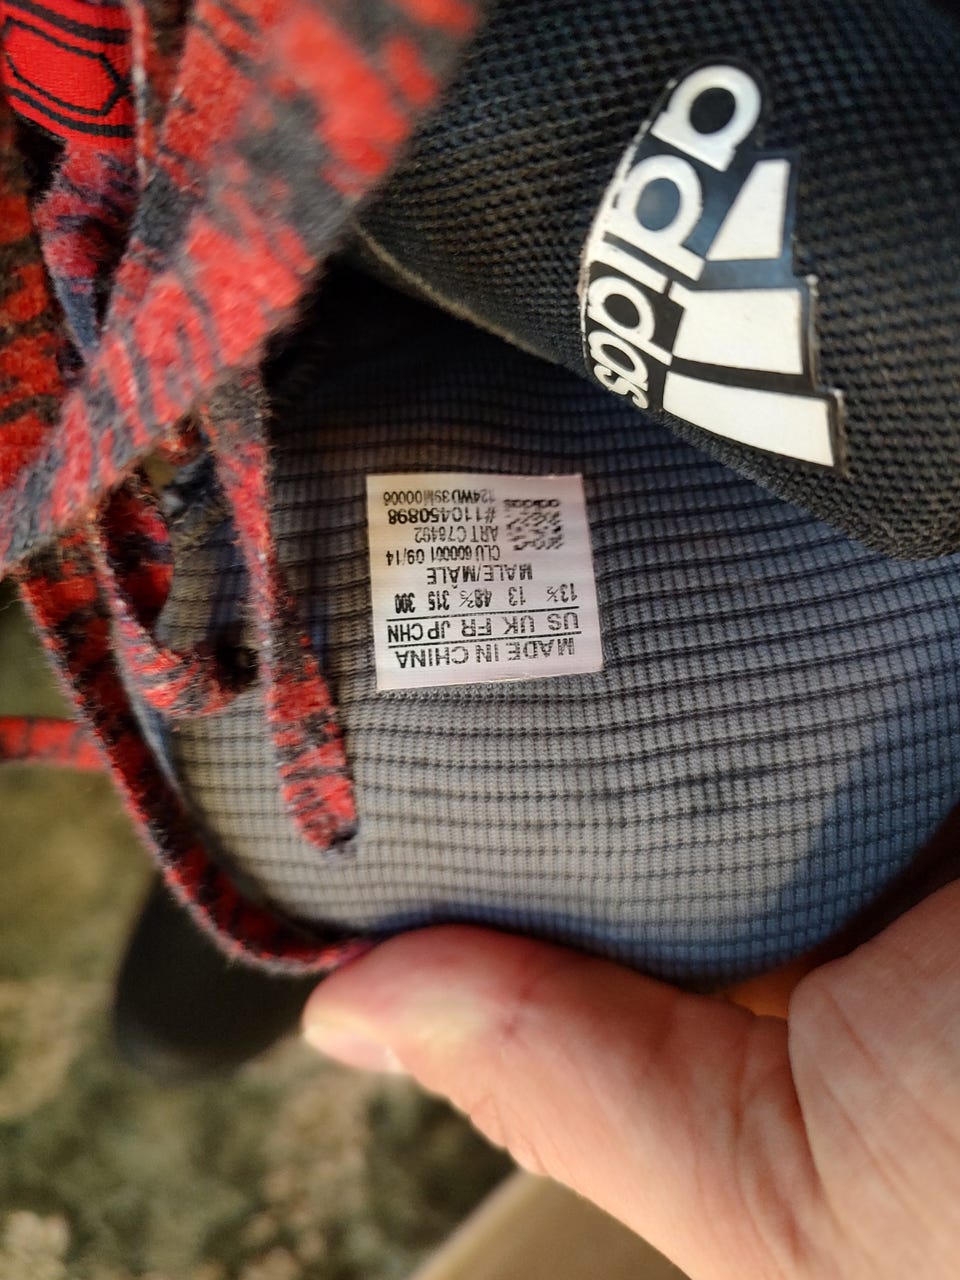 adidas
MADE IN CHINA
US UK FR JP CHN
13½ 13 48⅔ 315 300
MALE/MÂLE
CLU 600001 09/14
ART C76492
#110450898
124WD39M00006
adidas